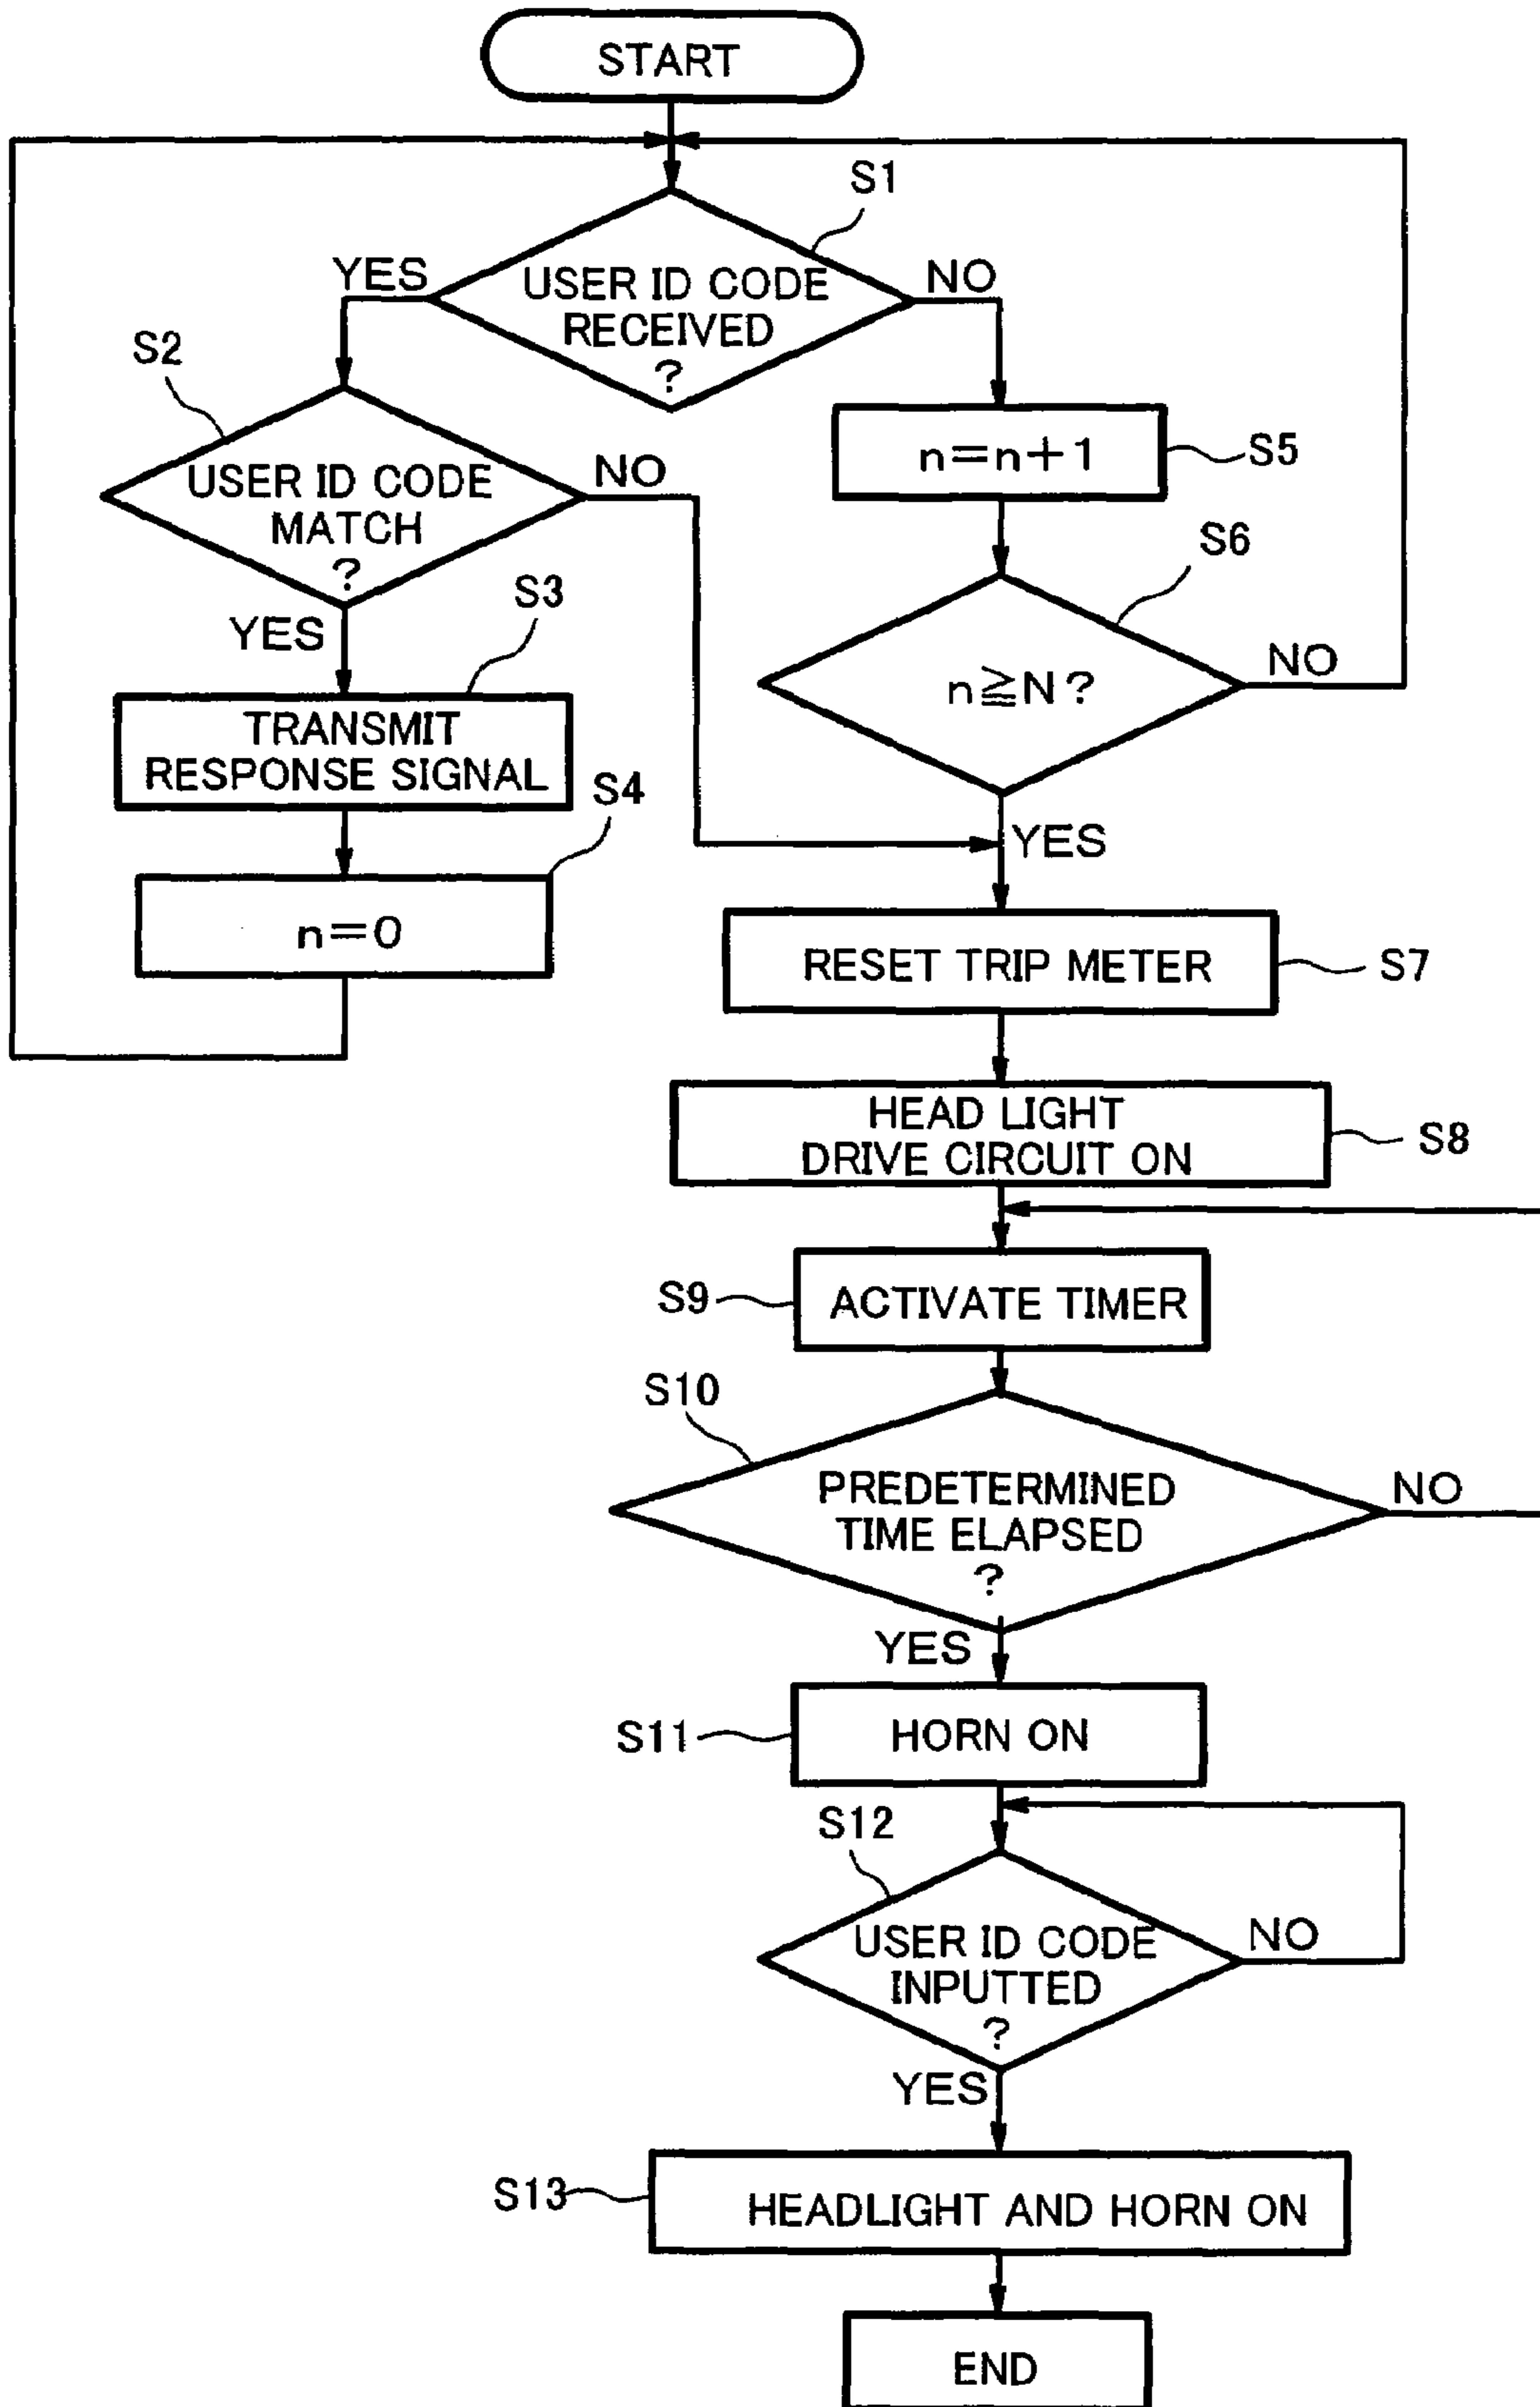 START
S1
YES
NO
USER ID CODE
RECEIVED
?
S2
USER ID CODE
MATCH
?
NO
n=n+1
S5
S6
YES
S3
n≧N?
NO
TRANSMIT
RESPONSE SIGNAL
S4
YES
n=0
RESET TRIP METER
S7
HEAD LIGHT
DRIVE CIRCUIT ON
S8
S9
ACTIVATE TIMER
S10
PREDETERMINED
TIME ELAPSED
?
NO
YES
S11
HORN ON
S12
USER ID CODE
INPUTTED
?
NO
YES
S13
HEADLIGHT AND HORN ON
END